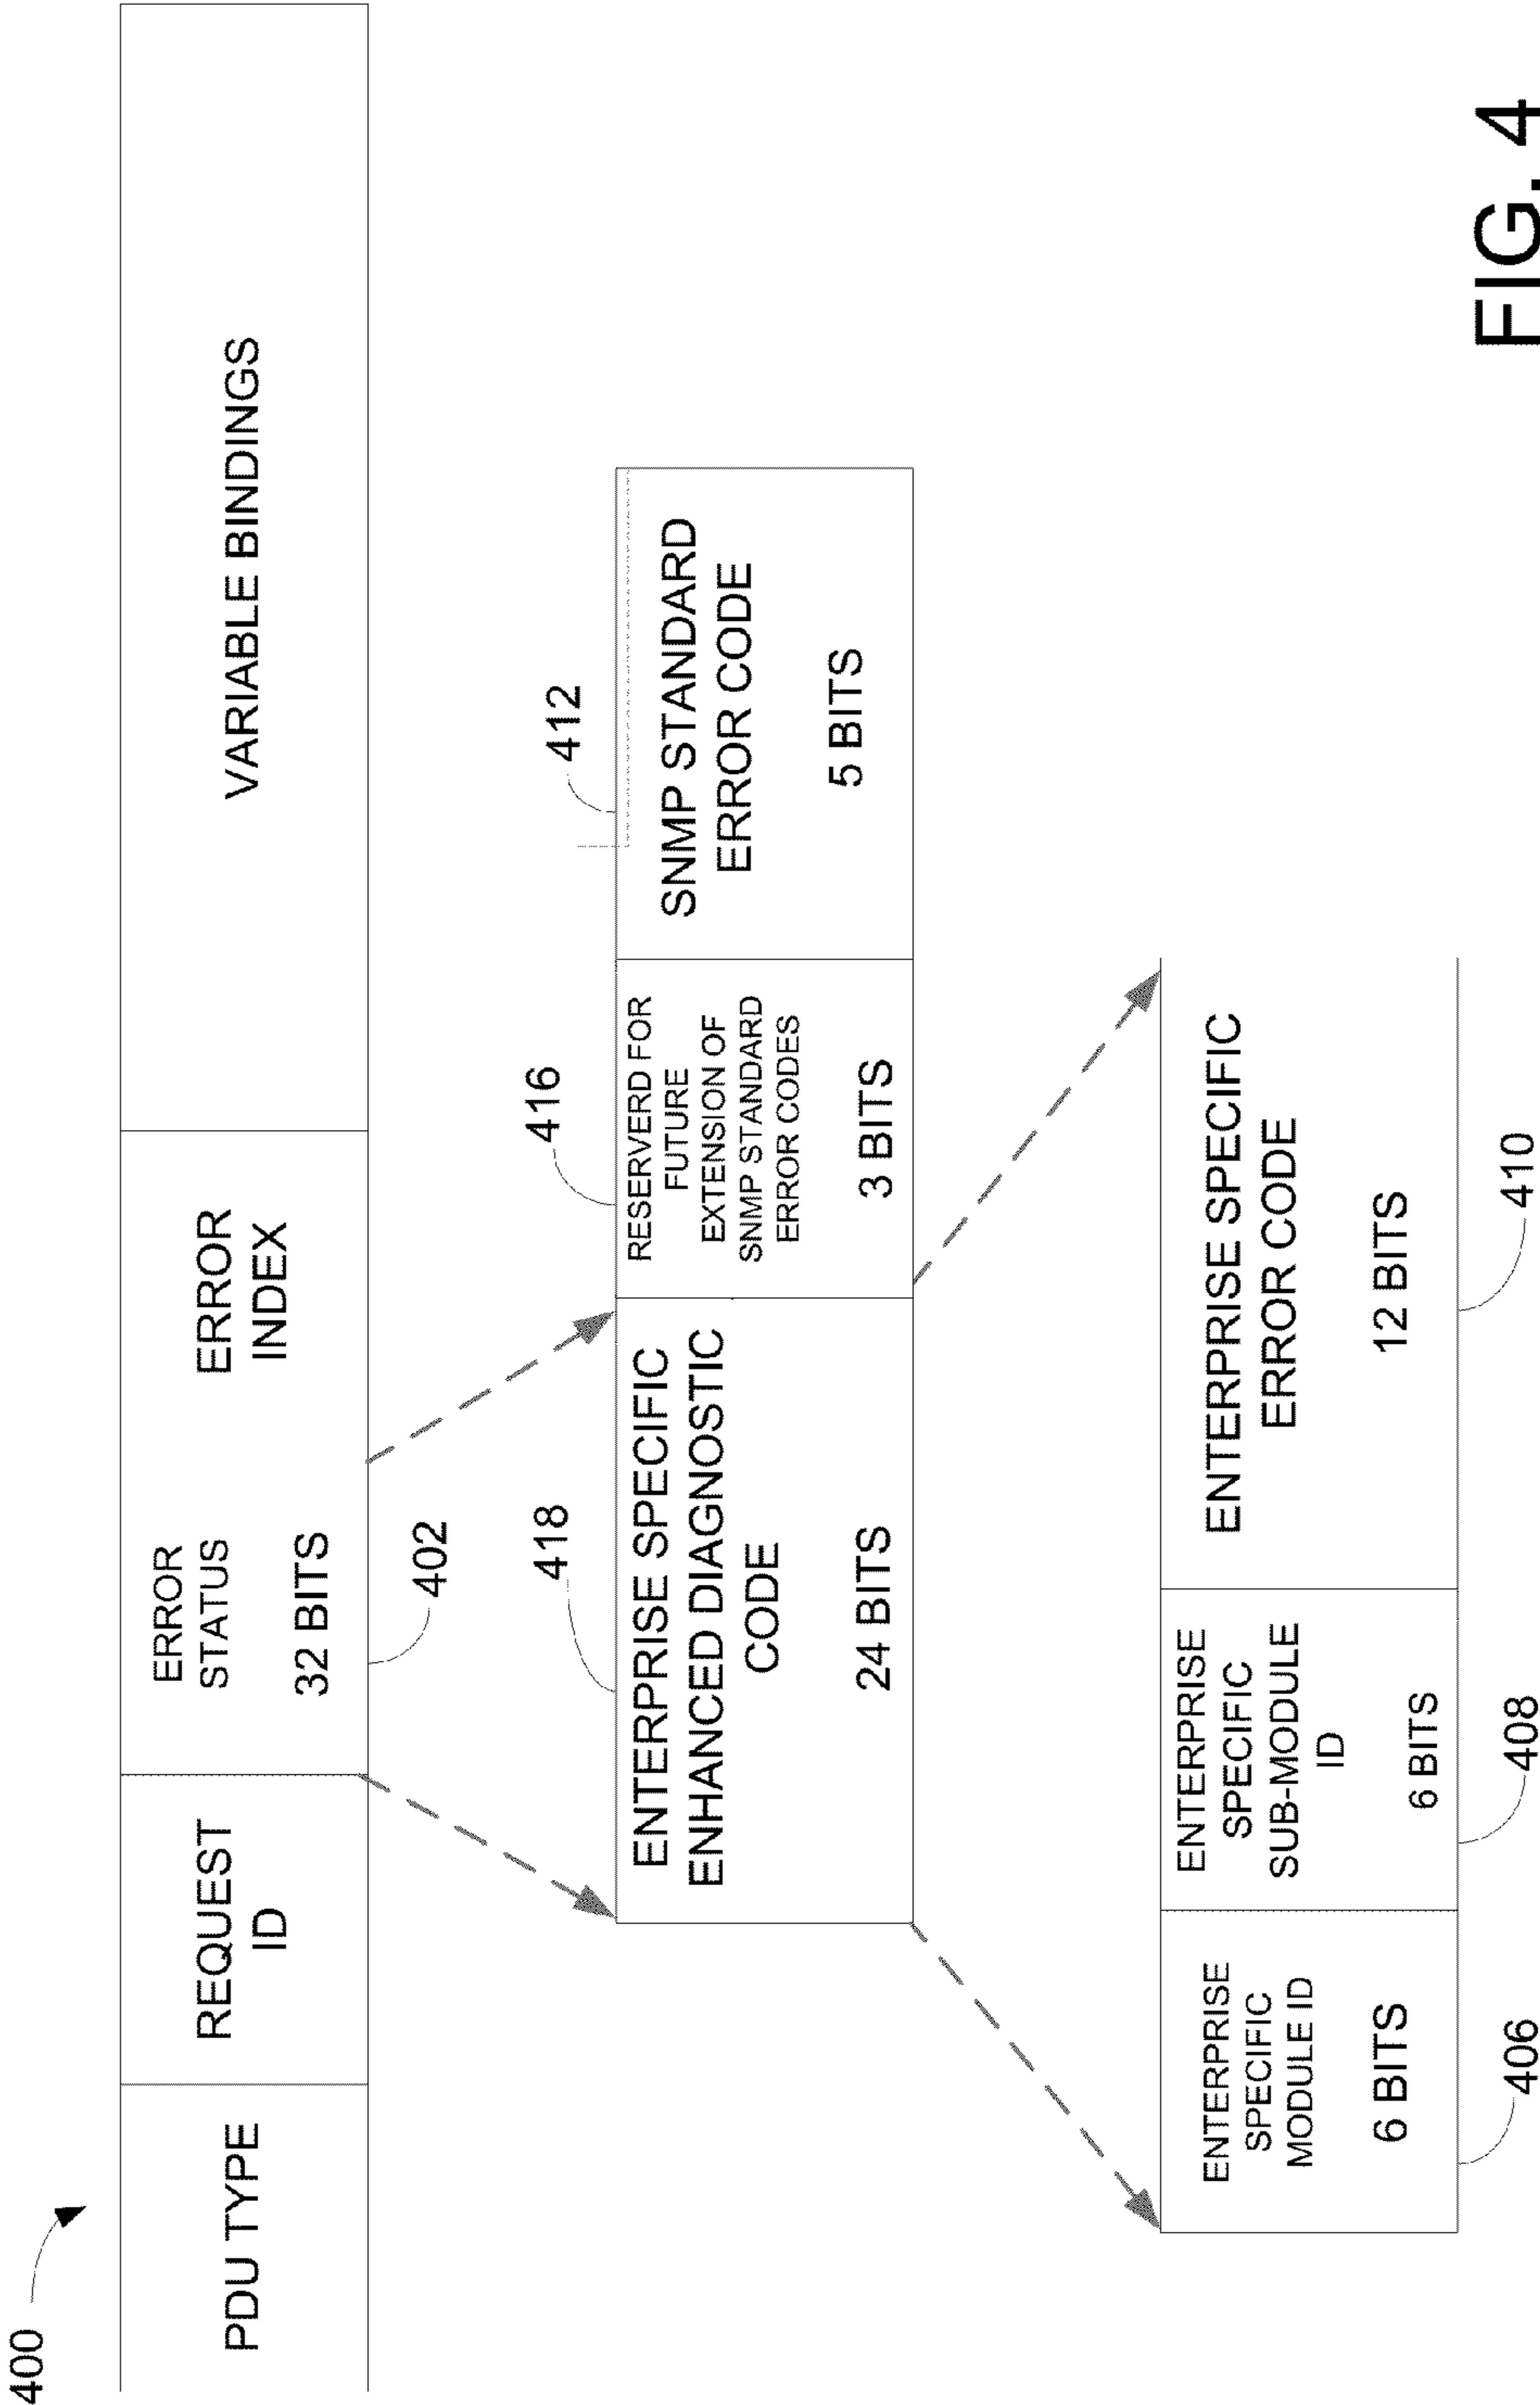 400
PDU TYPE
REQUEST
ID
ERROR
STATUS
32 BITS
402
ERROR
INDEX
VARIABLE BINDINGS
418
ENTERPRISE SPECIFIC
ENHANCED DIAGNOSTIC
CODE
24 BITS
416
RESERVERD FOR
FUTURE
EXTENSION OF
SNMP STANDARD
ERROR CODES
3 BITS
412
SNMP STANDARD
ERROR CODE
5 BITS
ENTERPRISE
SPECIFIC
MODULE ID
6 BITS
406
ENTERPRISE
SPECIFIC
SUB-MODULE
ID
6 BITS
408
ENTERPRISE SPECIFIC
ERROR CODE
12 BITS
410
FIG. 4